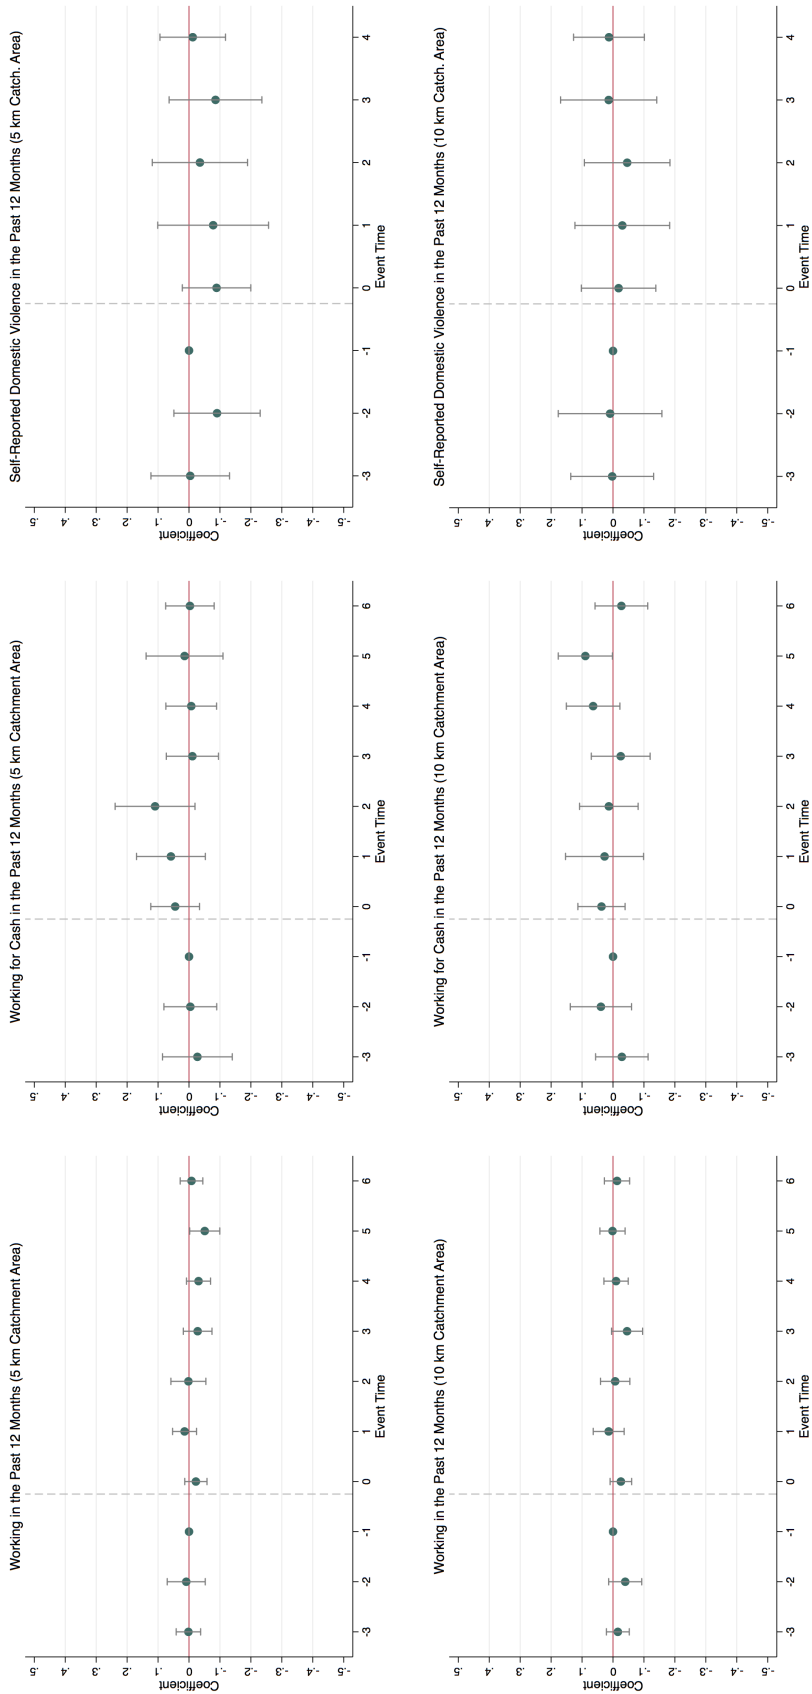 Working in the Past 12 Months (5 km Catchment Area)
Coefficient
.5
.4
.3
.2
.1
0
-.1
-.2
-.3
-.4
-.5
-3 -2 -1 0 1 2 3 4 5 6
Event Time
Working for Cash in the Past 12 Months (5 km Catchment Area)
Coefficient
.5
.4
.3
.2
.1
0
-.1
-.2
-.3
-.4
-.5
-3 -2 -1 0 1 2 3 4 5 6
Event Time
Self-Reported Domestic Violence in the Past 12 Months (5 km Catch. Area)
Coefficient
.5
.4
.3
.2
.1
0
-.1
-.2
-.3
-.4
-.5
-3 -2 -1 0 1 2 3 4
Event Time
Working in the Past 12 Months (10 km Catchment Area)
Coefficient
.5
.4
.3
.2
.1
0
-.1
-.2
-.3
-.4
-.5
-3 -2 -1 0 1 2 3 4 5 6
Event Time
Working for Cash in the Past 12 Months (10 km Catchment Area)
Coefficient
.5
.4
.3
.2
.1
0
-.1
-.2
-.3
-.4
-.5
-3 -2 -1 0 1 2 3 4 5 6
Event Time
Self-Reported Domestic Violence in the Past 12 Months (10 km Catch. Area)
Coefficient
.5
.4
.3
.2
.1
0
-.1
-.2
-.3
-.4
-.5
-3 -2 -1 0 1 2 3 4
Event Time